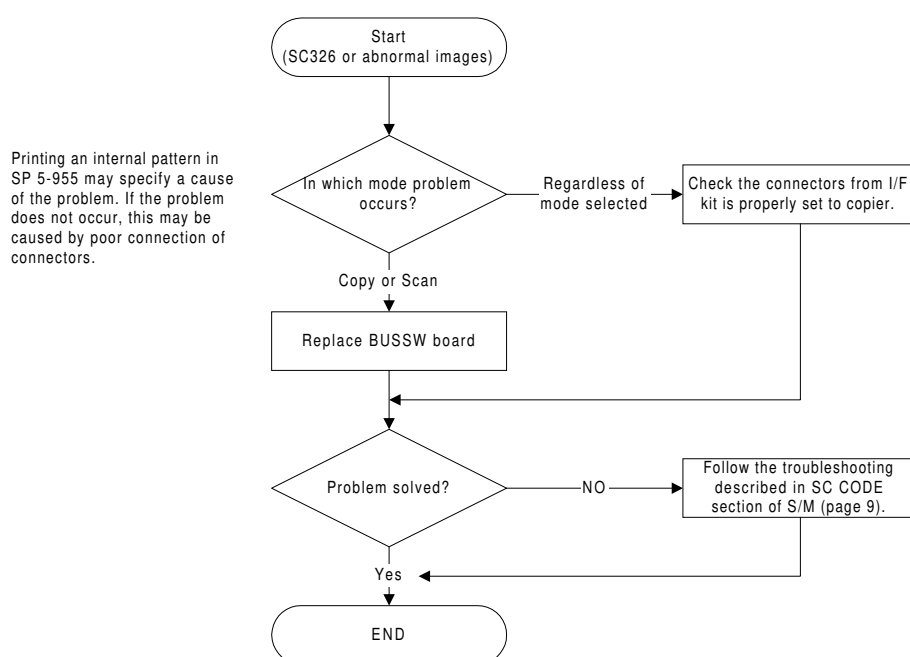 Start
(SC326 or abnormal images)
Printing an internal pattern in
SP 5-955 may specify a cause
of the problem. If the problem
does not occur, this may be
caused by poor connection of
connectors.
In which mode problem
occurs?
Regardless of
mode selected
Check the connectors from I/F
kit is properly set to copier.
Copy or Scan
Replace BUSSW board
Problem solved?
NO
Follow the troubleshooting
described in SC CODE
section of S/M (page 9).
Yes
END